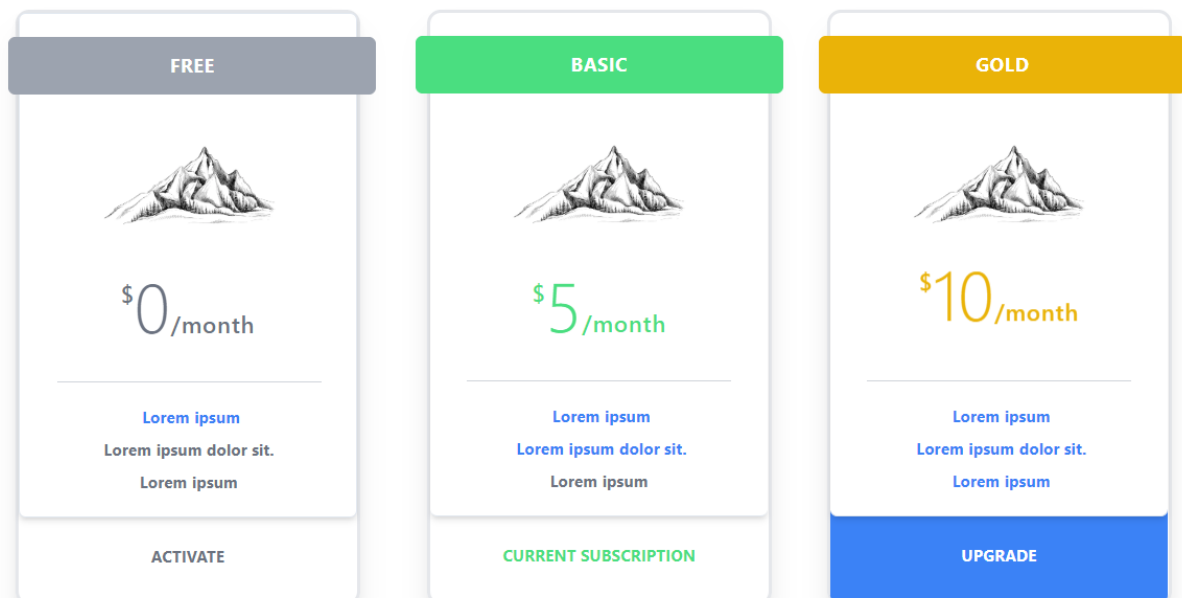 FREE
$0/month
Lorem ipsum
Lorem ipsum dolor sit.
Lorem ipsum
ACTIVATE
BASIC
$5/month
Lorem ipsum
Lorem ipsum dolor sit.
Lorem ipsum
CURRENT SUBSCRIPTION
GOLD
$10/month
Lorem ipsum
Lorem ipsum dolor sit.
Lorem ipsum
UPGRADE